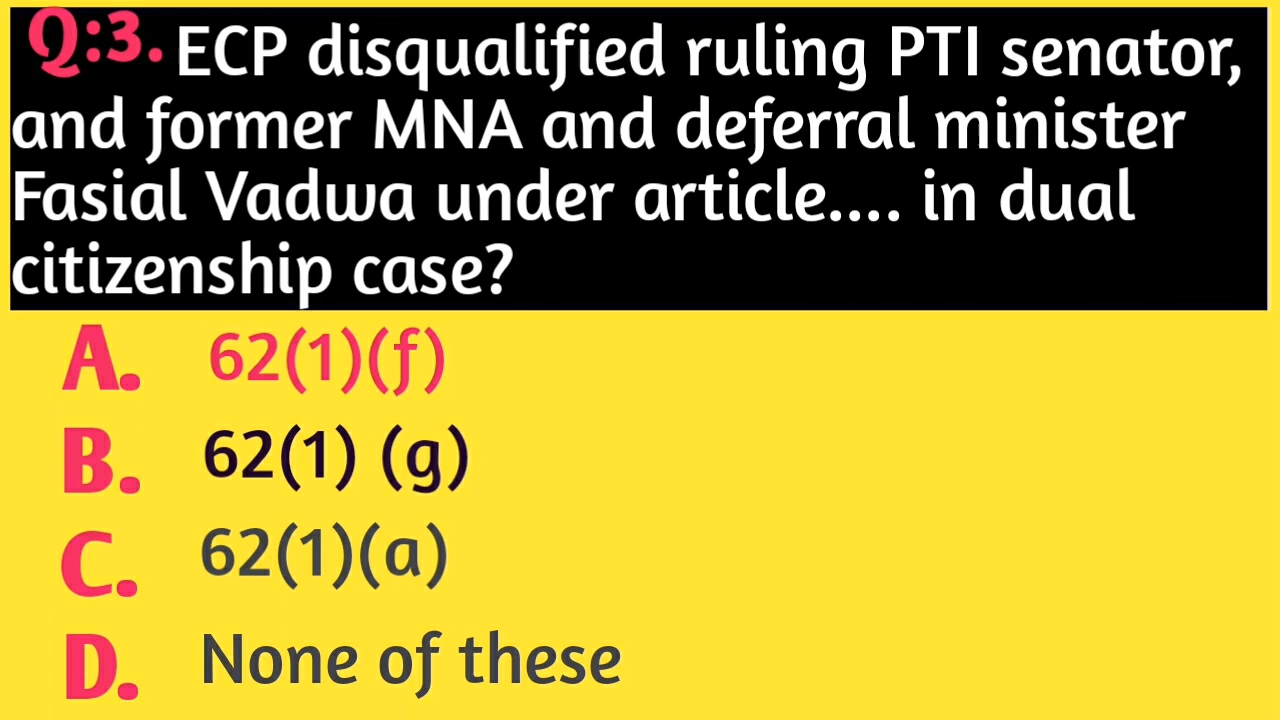 Q:3. ECP disqualified ruling PTI senator,
and former MNA and deferral minister
Fasial Vadwa under article.... in dual
citizenship case?
A. 62(1)(f)
B. 62(1) (g)
C. 62(1)(a)
D. None of these